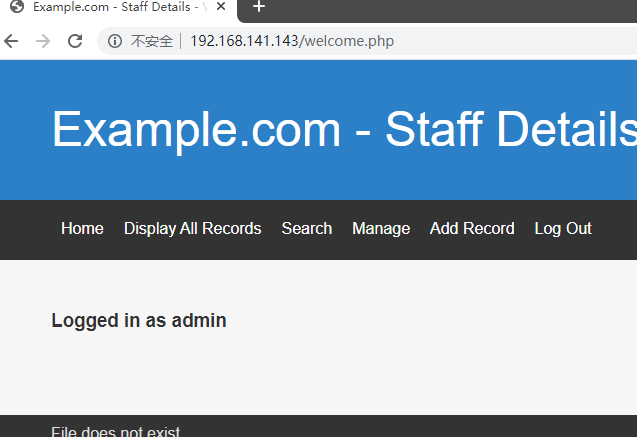 Example.com - Staff Details -
不安全 192.168.141.143/welcome.php
Example.com - Staff Details
Home Display All Records Search Manage Add Record Log Out
Logged in as admin
File does not exist